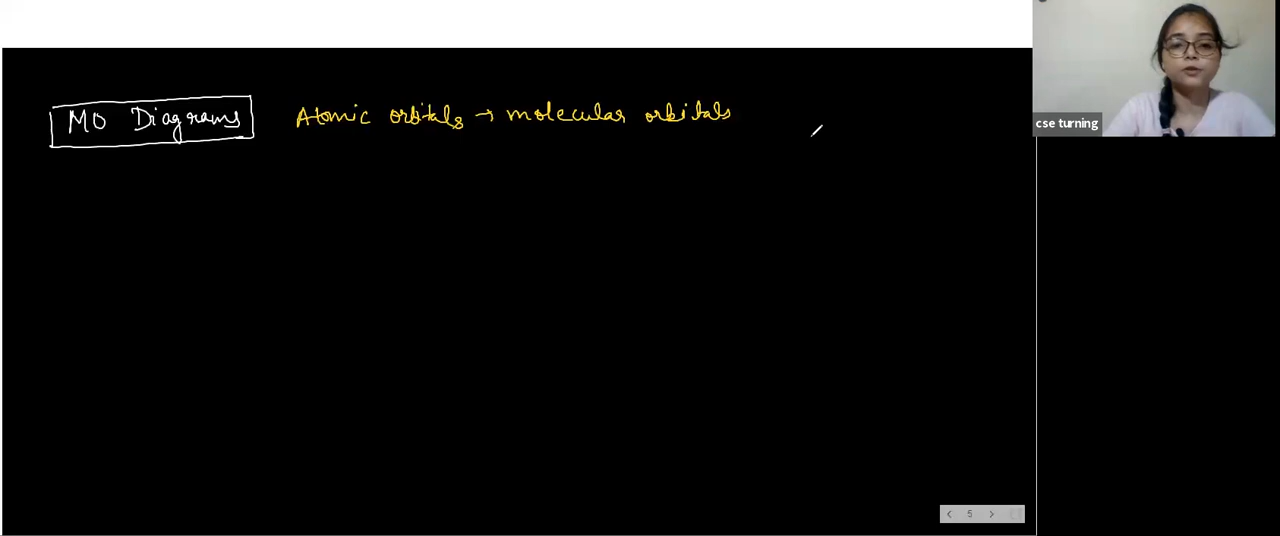 MO Diagrams Atomic orbitals → molecular orbitals
cse turning
5